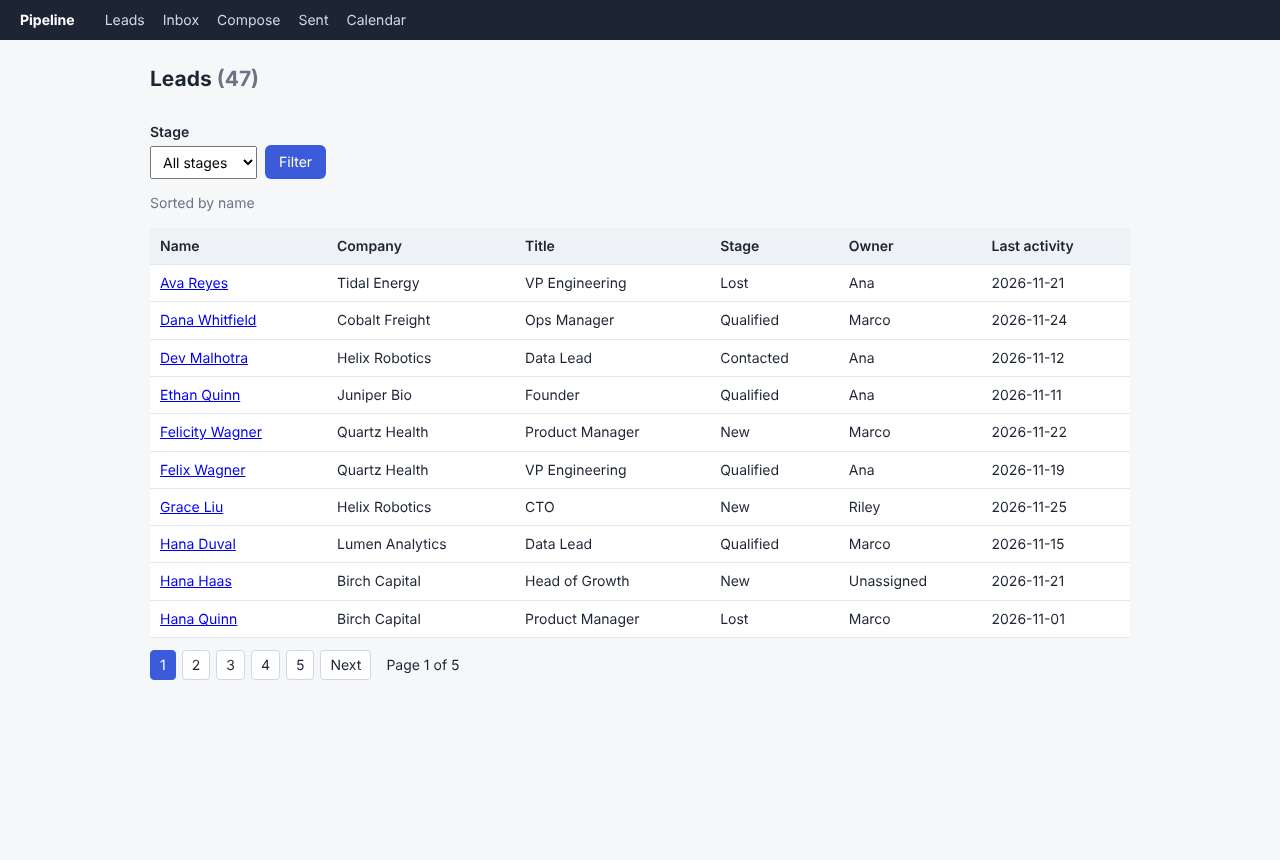 Pipeline Leads Inbox Compose Sent Calendar
Leads (47)
Stage
All stages Filter
Sorted by name
Name Company Title Stage Owner Last activity
Ava Reyes Tidal Energy VP Engineering Lost Ana 2026-11-21
Dana Whitfield Cobalt Freight Ops Manager Qualified Marco 2026-11-24
Dev Malhotra Helix Robotics Data Lead Contacted Ana 2026-11-12
Ethan Quinn Juniper Bio Founder Qualified Ana 2026-11-11
Felicity Wagner Quartz Health Product Manager New Marco 2026-11-22
Felix Wagner Quartz Health VP Engineering Qualified Ana 2026-11-19
Grace Liu Helix Robotics CTO New Riley 2026-11-25
Hana Duval Lumen Analytics Data Lead Qualified Marco 2026-11-15
Hana Haas Birch Capital Head of Growth New Unassigned 2026-11-21
Hana Quinn Birch Capital Product Manager Lost Marco 2026-11-01
1 2 3 4 5 Next Page 1 of 5